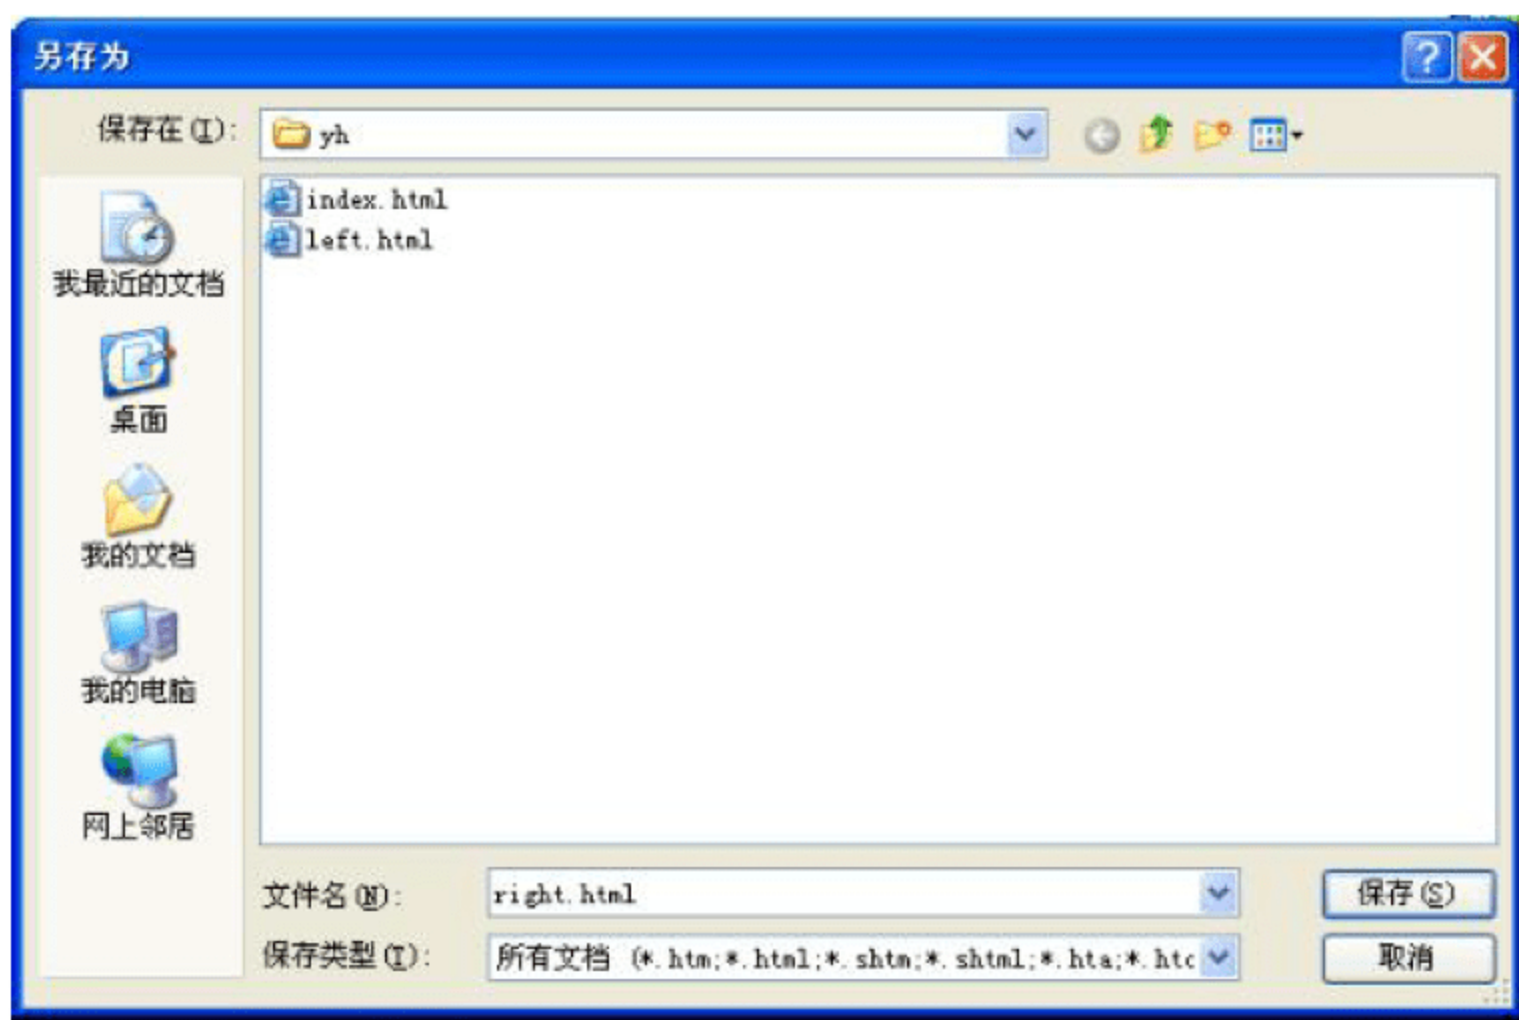 另存为
保存在(I):
yh
index.html
left.html
我最近的文档
桌面
我的文档
我的电脑
网上邻居
文件名(N):
right.html
保存(S)
保存类型(T):
所有文档 (*.htm;*.html;*.shtm;*.shtml;*.hta;*.htc
取消